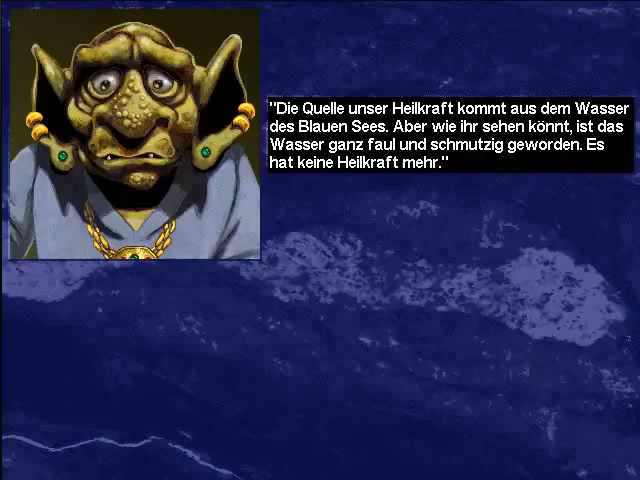 "Die Quelle unser Heilkraft kommt aus dem Wasser
des Blauen Sees. Aber wie ihr sehen könnt, ist das
Wasser ganz faul und schmutzig geworden. Es
hat keine Heilkraft mehr."